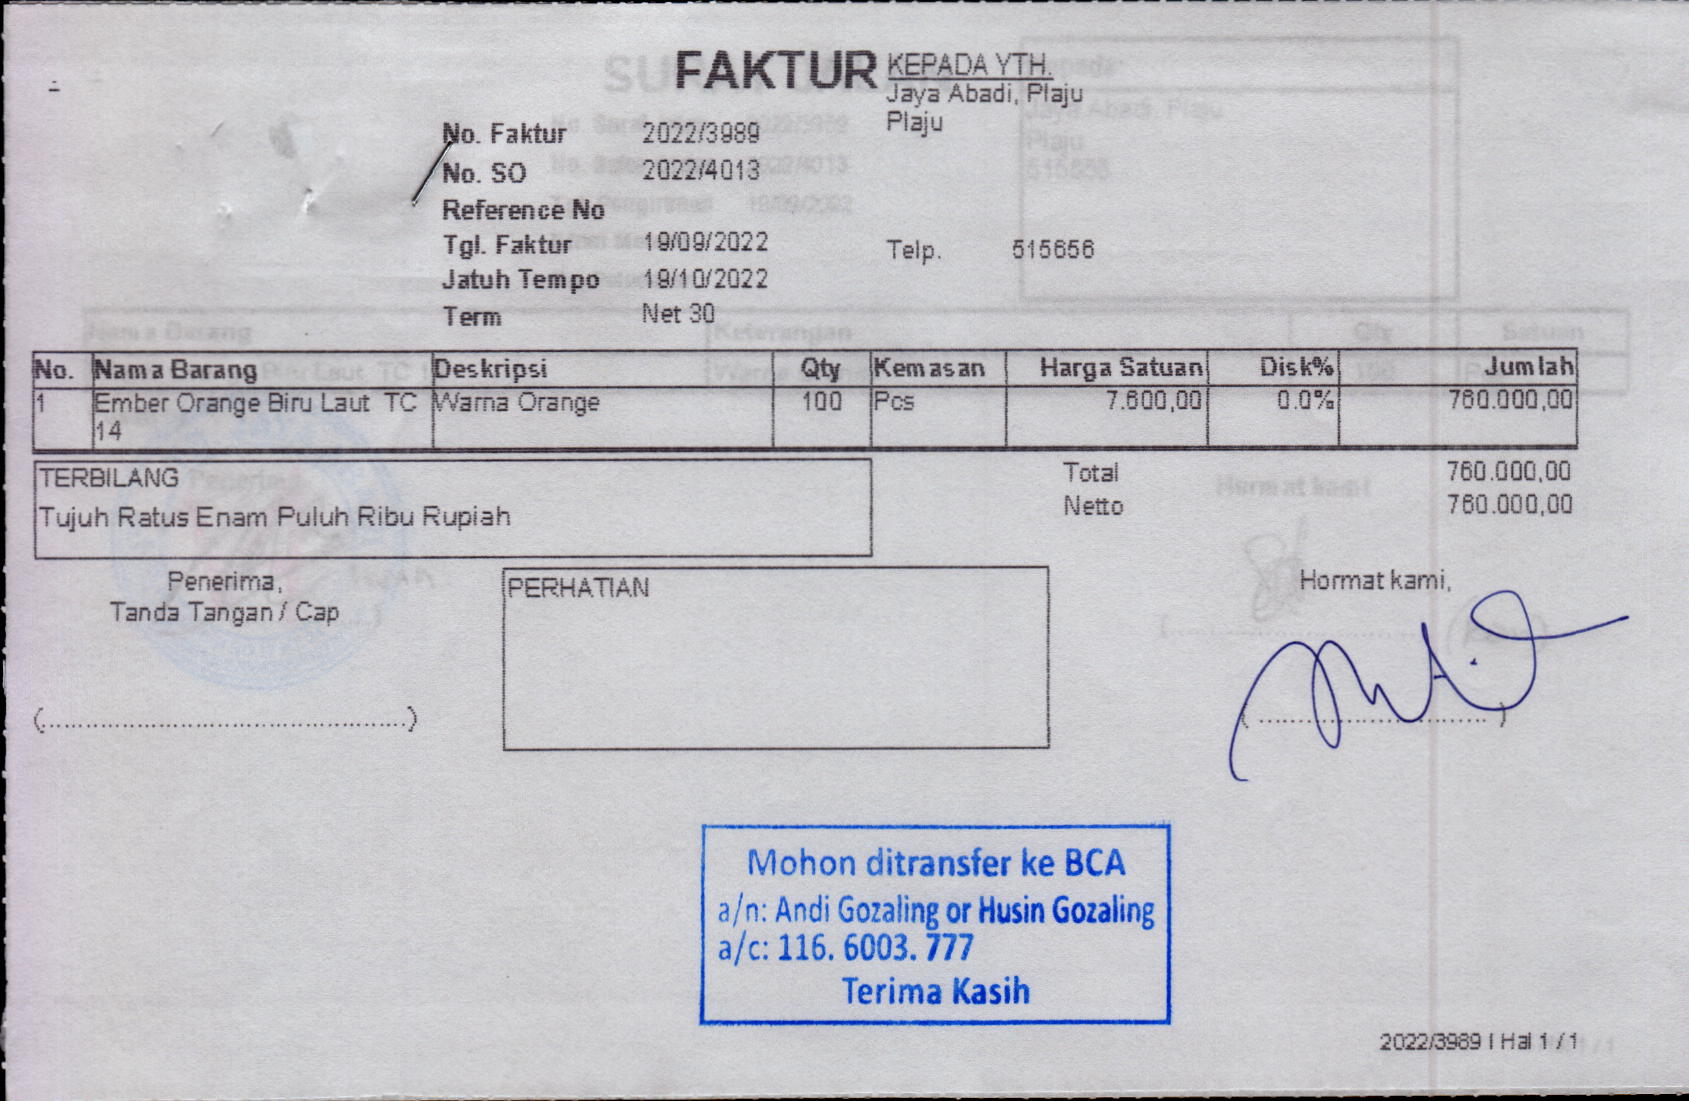 FAKTUR
KEPADA YTH.
Jaya Abadi, Plaju
Plaju
No. Faktur 2022/3989
No. SO 2022/4013
Reference No
Tgl. Faktur 19/09/2022
Telp. 515656
Jatuh Tempo 19/10/2022
Term Net 30
No. Nama Barang Deskripsi Qty Kemasan Harga Satuan Disk% Jumlah
1 Ember Orange Biru Laut TC Warna Orange 100 Pcs 7.600,00 0.0% 760.000,00
14
TERBILANG
Tujuh Ratus Enam Puluh Ribu Rupiah
Total 760.000,00
Netto 760.000,00
Penerima,
Tanda Tangan / Cap
(..........................................)
PERHATIAN
Hormat kami,
( .......................... )
Mohon ditransfer ke BCA
a/n: Andi Gozaling or Husin Gozaling
a/c: 116. 6003. 777
Terima Kasih
2022/3989 | Hal 1 / 1